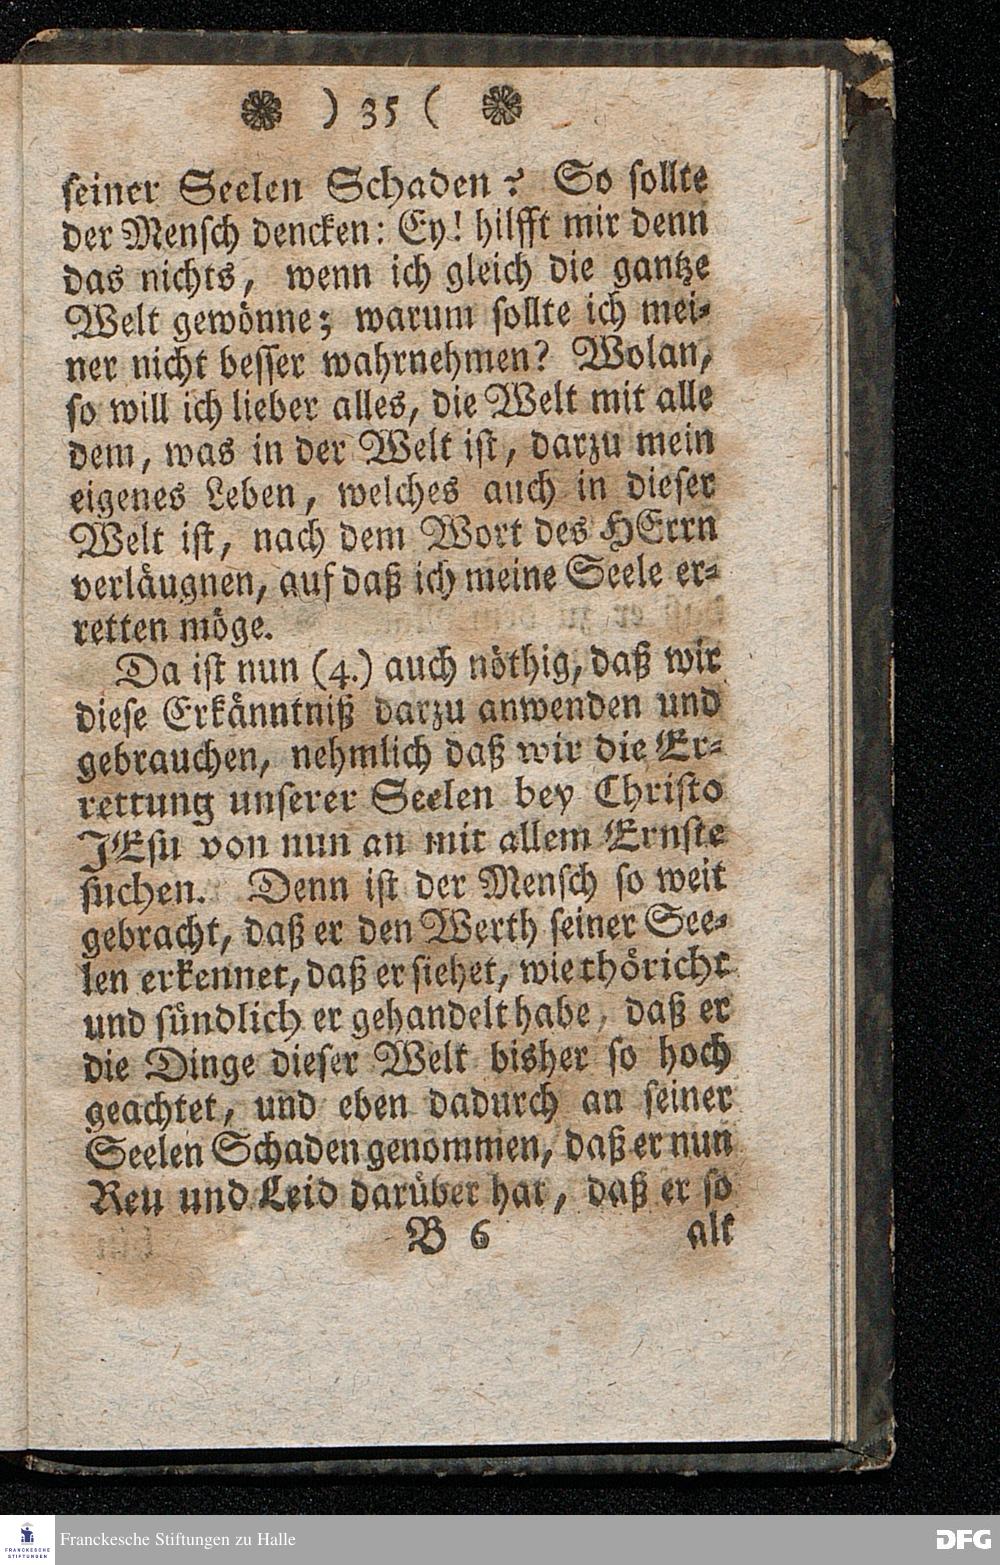 ) 35 (
seiner Seelen Schaden? So sollte
der Mensch dencken: Ey! hilfft mir denn
das nichts, wenn ich gleich die gantze
Welt gewönne; warum sollte ich mei-
ner nicht besser wahrnehmen? Wolan,
so will ich lieber alles, die Welt mit alle
dem, was in der Welt ist, darzu mein
eigenes Leben, welches auch in dieser
Welt ist, nach dem Wort des HErrn
verläugnen, auf daß ich meine Seele er-
retten möge.
Da ist nun (4.) auch nöthig, daß wir
diese Erkänntniß darzu anwenden und
gebrauchen, nehmlich daß wir die Er-
rettung unserer Seelen bey Christo
JEsu von nun an mit allem Ernste
suchen. Denn ist der Mensch so weit
gebracht, daß er den Werth seiner See-
len erkennet, daß er siehet, wie thöricht
und sündlich er gehandelt habe, daß er
die Dinge dieser Welt bisher so hoch
geachtet, und eben dadurch an seiner
Seelen Schaden genommen, daß er nun
Reu und Leid darüber hat, daß er so
B 6 alt
FRANCKESCHE
STIFTUNGEN
Franckesche Stiftungen zu Halle
DFG